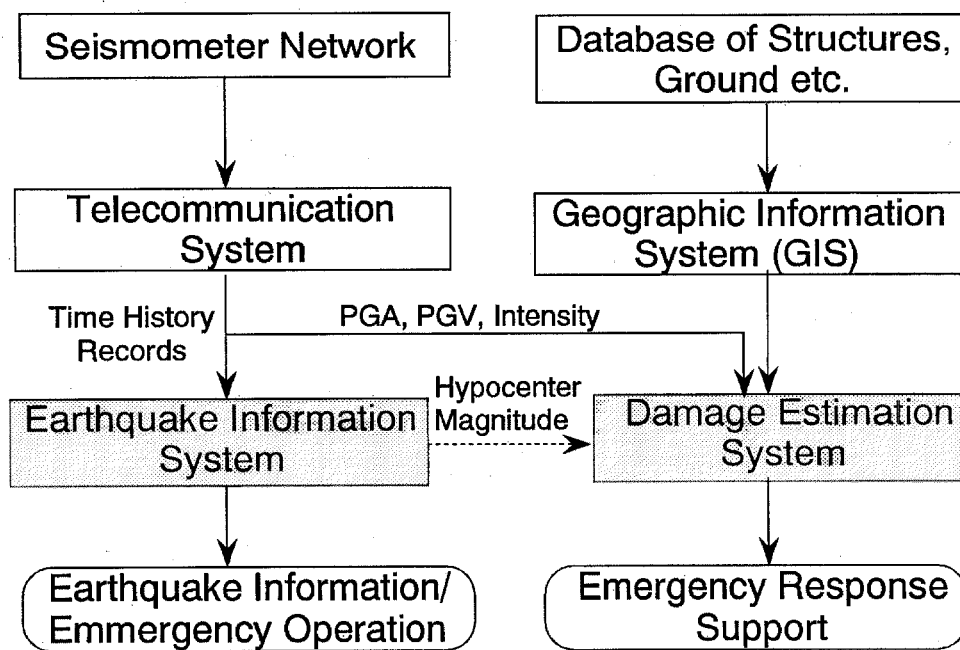 Seismometer Network
Database of Structures,
Ground etc.
Telecommunication
System
Geographic Information
System (GIS)
Time History
Records
PGA, PGV, Intensity
Hypocenter
Magnitude
Earthquake Information
System
Damage Estimation
System
Earthquake Information/
Emmergency Operation
Emergency Response
Support